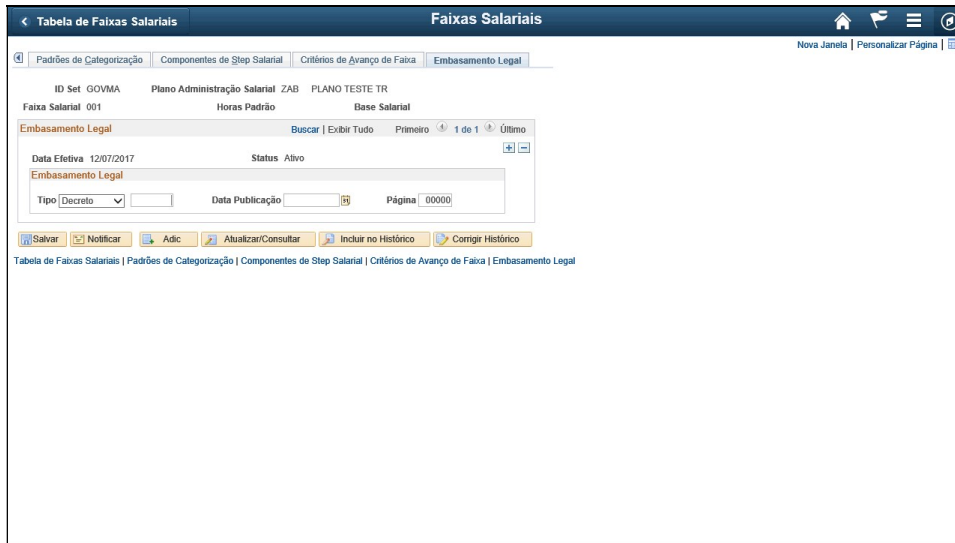 Tabela de Faixas Salariais Faixas Salariais
Nova Janela | Personalizar Página |
Padrões de Categorização Componentes de Step Salarial Critérios de Avanço de Faixa Embasamento Legal
ID Set GOVMA Plano Administração Salarial ZAB PLANO TESTE TR
Faixa Salarial 001 Horas Padrão Base Salarial
Embasamento Legal Buscar | Exibir Tudo Primeiro 1 de 1 Último
Data Efetiva 12/07/2017 Status Ativo
Embasamento Legal
Tipo Decreto Data Publicação 31 Página 00000
Salvar Notificar Adic Atualizar/Consultar Incluir no Histórico Corrigir Histórico
Tabela de Faixas Salariais | Padrões de Categorização | Componentes de Step Salarial | Critérios de Avanço de Faixa | Embasamento Legal